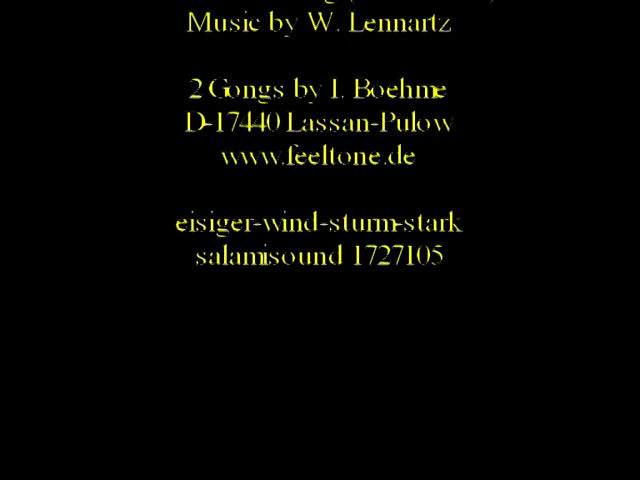 Music by W. Lennartz
2 Gongs by I. Boehme
D-17440 Lassan-Pulow
www.feeltone.de
eisiger-wind-sturm-stark
salamisound 1727105